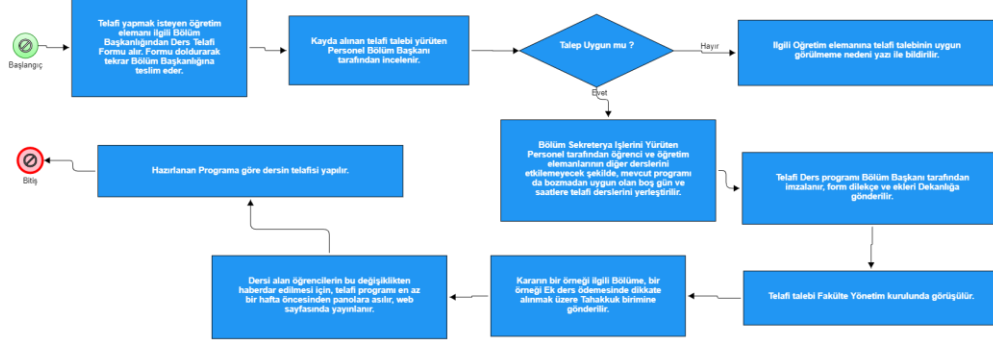 Telafi yapmak isteyen öğretim
elemanı ilgili Bölüm
Başkanlığından Ders Telafi
Formu alır. Formu doldurarak
tekrar Bölüm Başkanlığına
teslim eder.
Başlangıç
Kayda alınan telafi talebi yürüten
Personel Bölüm Başkanı
tarafından incelenir.
Talep Uygun mu ?
Hayır
Ilgili Oğretim elemanına telafi talebinin uygun
görülmeme nedeni yazı ile bildirilir.
Evet
Bölüm Sekreterya Işlerini Yürüten
Personel tarafından öğrenci ve öğretim
elemanlarının diğer derslerini
etkilemeyecek şekilde, mevcut programı
da bozmadan uygun olan boş gün ve
saatlere telafi derslerini yerleştirilir.
Telafi Ders programı Bölüm Başkanı tarafından
imzalanır, form dilekçe ve ekleri Dekanlığa
gönderilir.
Telafi talebi Fakülte Yönetim kurulunda görüşülür.
Kararın bir örneği ilgili Bölüme, bir
örneği Ek ders ödemesinde dikkate
alınmak üzere Tahakkuk birimine
gönderilir.
Dersi alan öğrencilerin bu değişiklikten
haberdar edilmesi için, telafi programı en az
bir hafta öncesinden panolara asılır, web
sayfasında yayınlanır.
Hazırlanan Programa göre dersin telafisi yapılır.
Bitiş